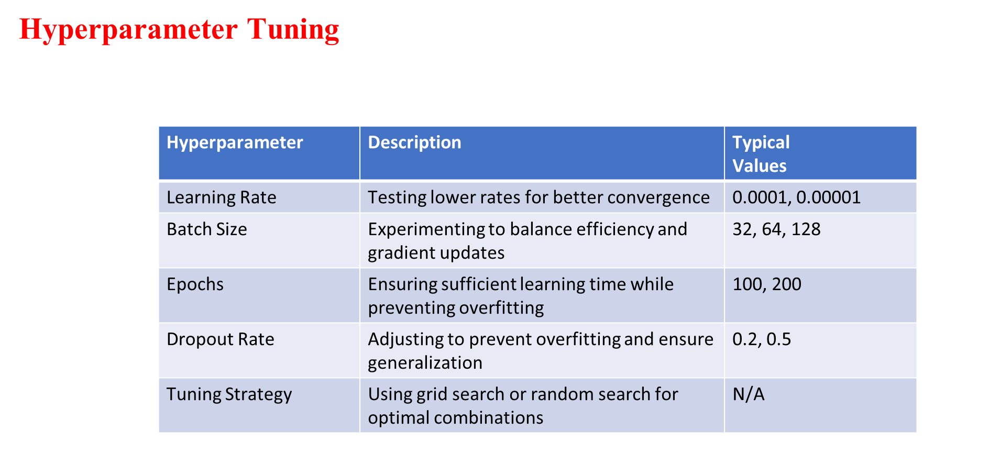 Hyperparameter Tuning
Hyperparameter Description Typical
Values
Learning Rate Testing lower rates for better convergence 0.0001, 0.00001
Batch Size Experimenting to balance efficiency and 32, 64, 128
gradient updates
Epochs Ensuring sufficient learning time while 100, 200
preventing overfitting
Dropout Rate Adjusting to prevent overfitting and ensure 0.2, 0.5
generalization
Tuning Strategy Using grid search or random search for N/A
optimal combinations